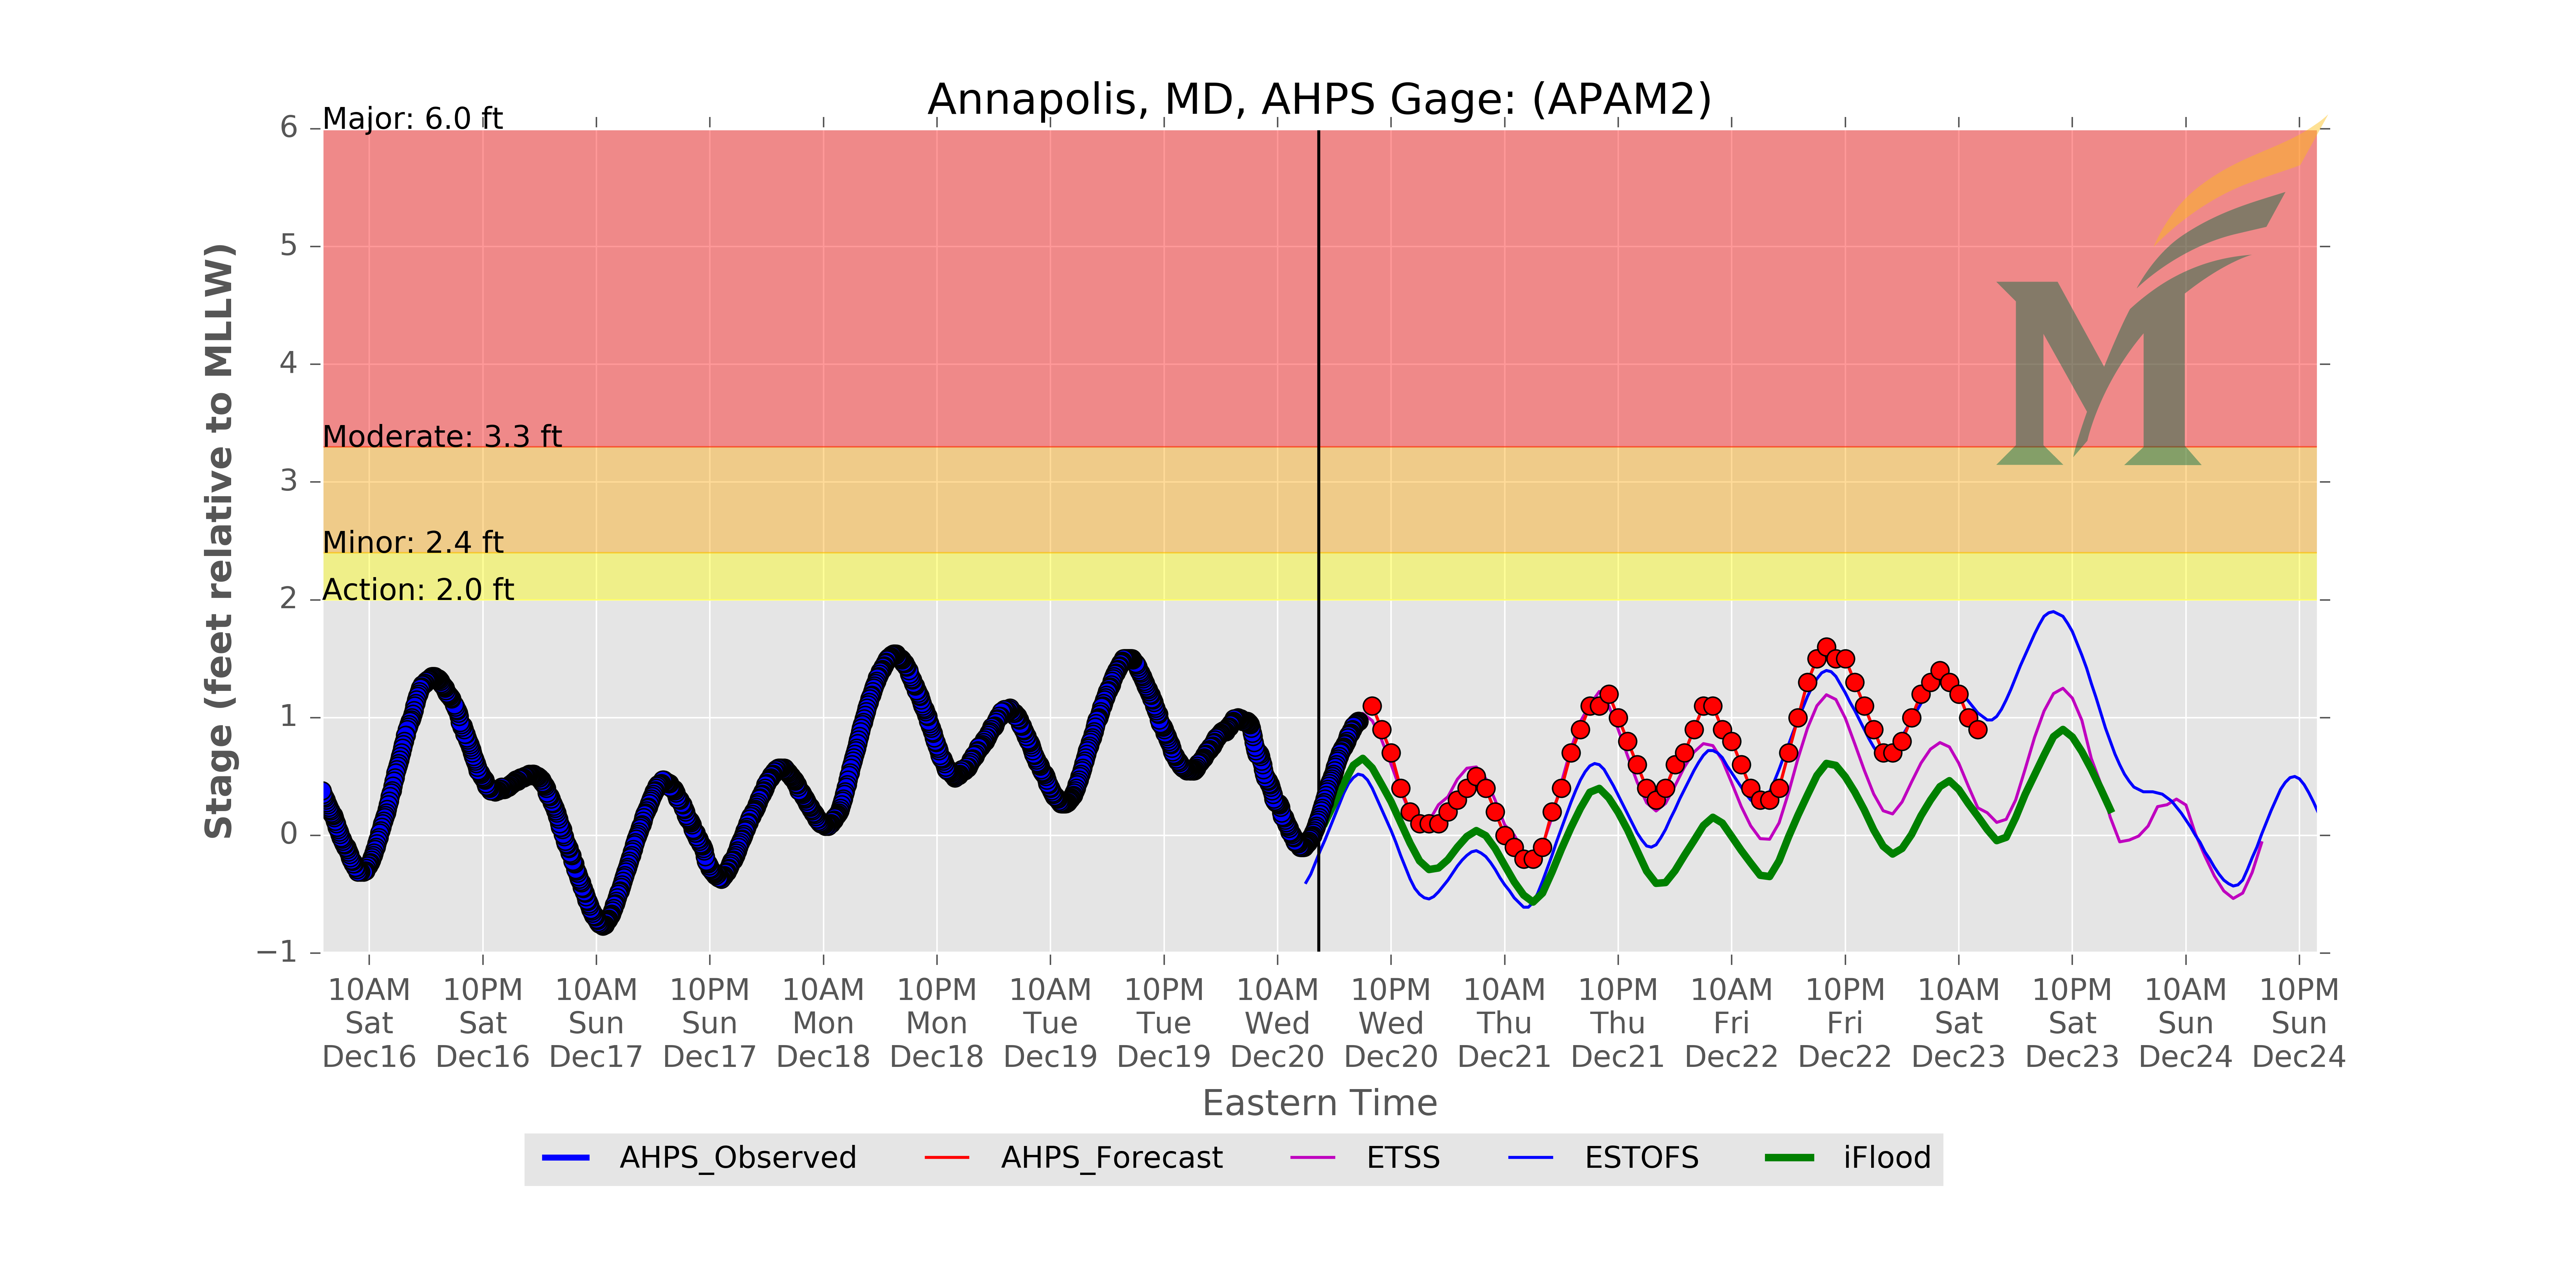 Annapolis, MD, AHPS Gage: (APAM2)
Major: 6.0 ft
Moderate: 3.3 ft
Minor: 2.4 ft
Action: 2.0 ft
6
5
4
3
2
1
0
−1
Stage (feet relative to MLLW)
10AM 10PM 10AM 10PM 10AM 10PM 10AM 10PM 10AM 10PM 10AM 10PM 10AM 10PM 10AM 10PM 10AM 10PM
Sat Sat Sun Sun Mon Mon Tue Tue Wed Wed Thu Thu Fri Fri Sat Sat Sun Sun
Dec16 Dec16 Dec17 Dec17 Dec18 Dec18 Dec19 Dec19 Dec20 Dec20 Dec21 Dec21 Dec22 Dec22 Dec23 Dec23 Dec24 Dec24
Eastern Time
AHPS_Observed AHPS_Forecast ETSS ESTOFS iFlood